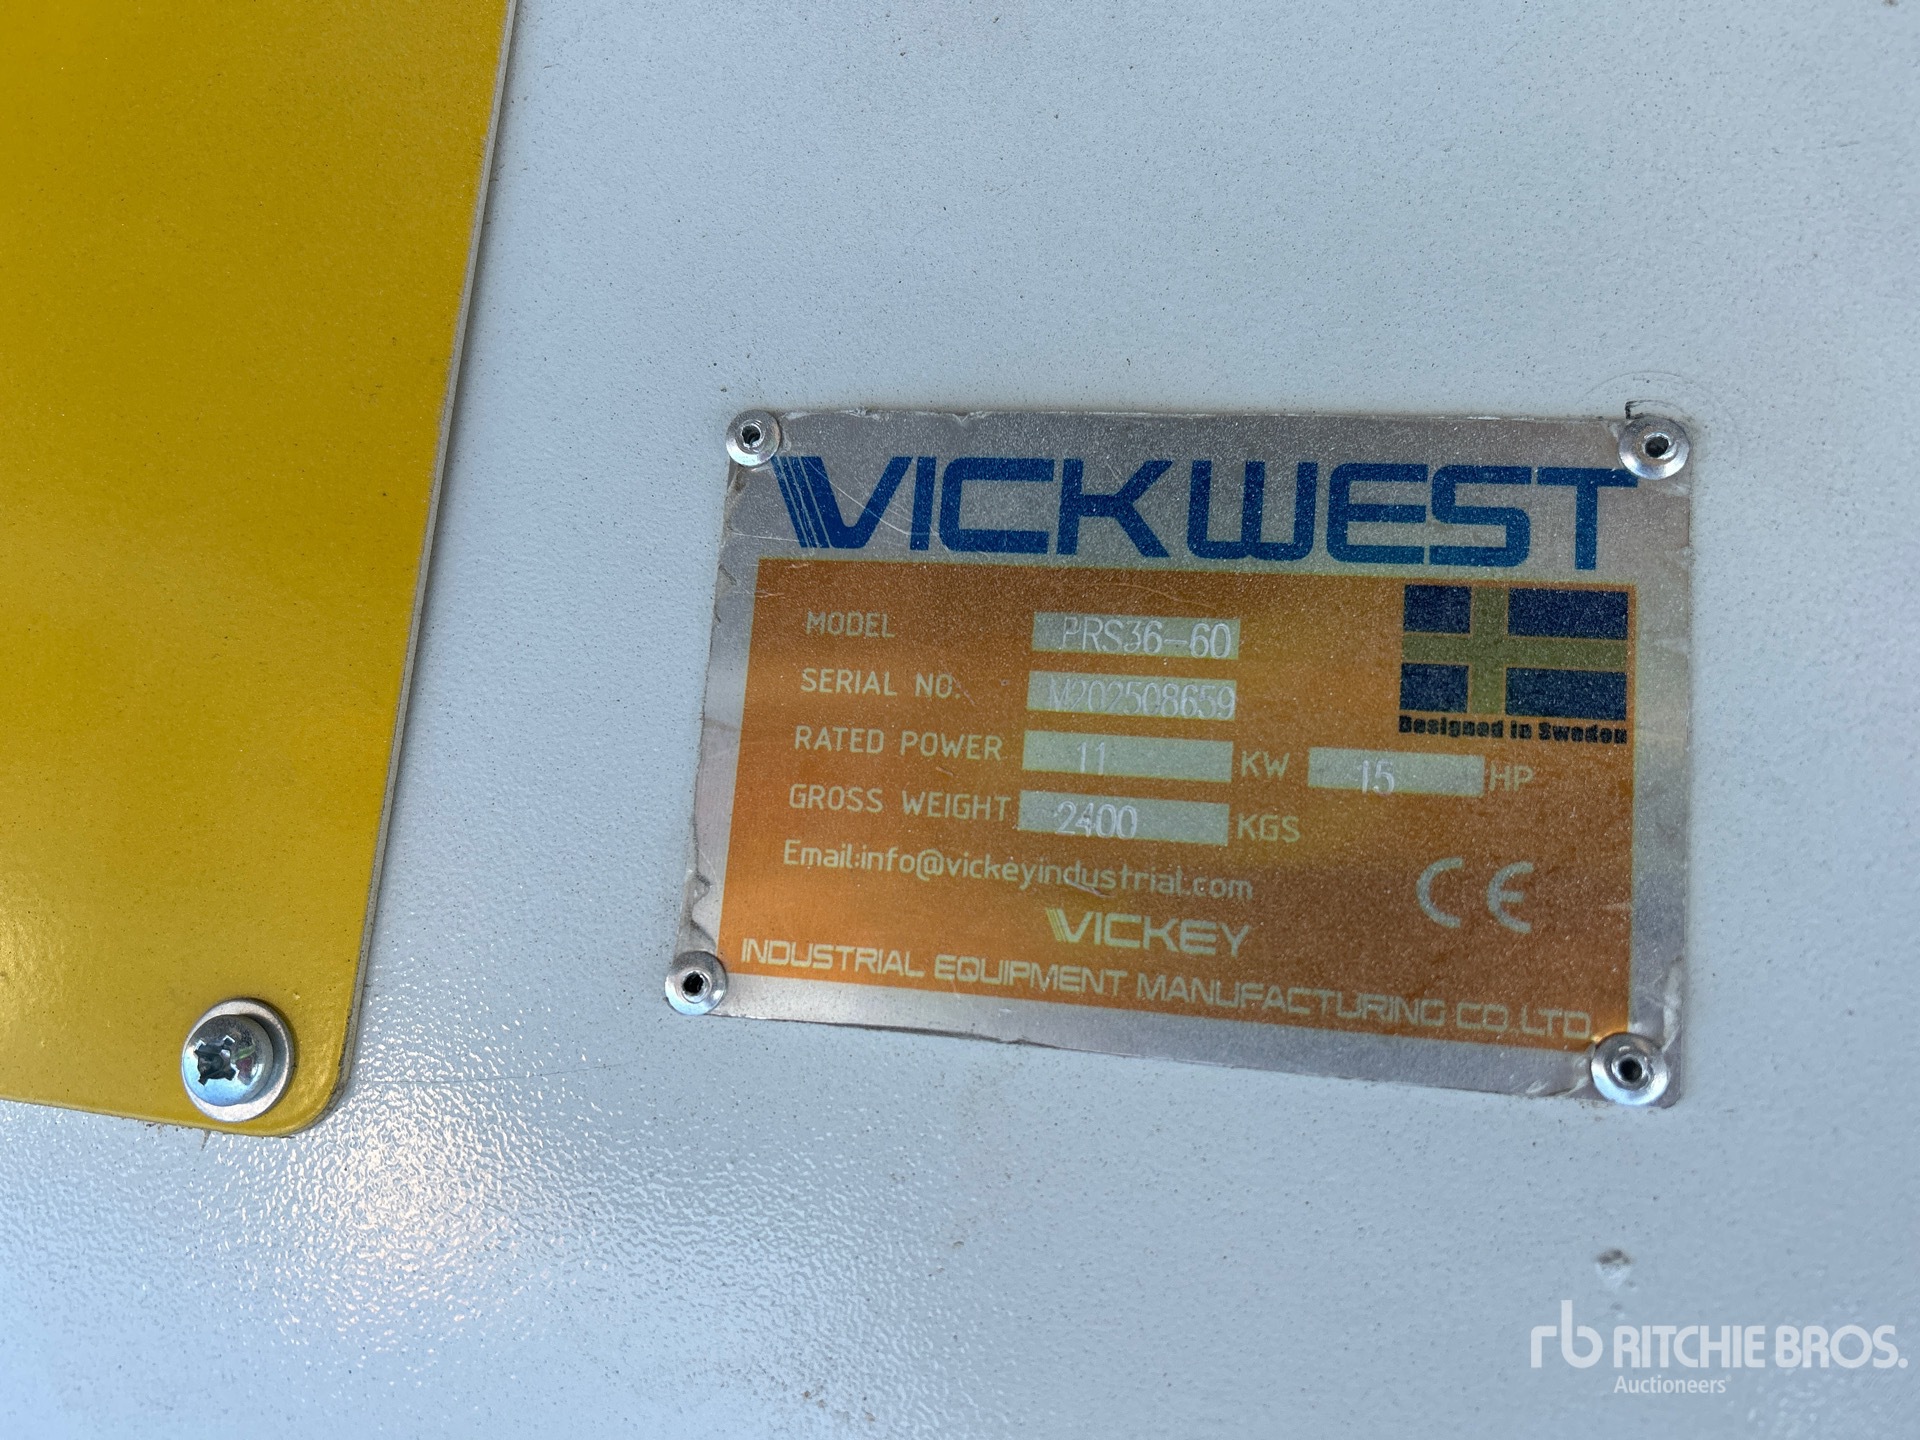 VICKWEST
MODEL PRS36-60
SERIAL NO. M202508659
Designed in Sweden
RATED POWER 11 KW 15 HP
GROSS WEIGHT 2400 KGS
Email:info@vickeyindustrial.com
CE
VICKEY
INDUSTRIAL EQUIPMENT MANUFACTURING CO.,LTD.
rb RITCHIE BROS.
Auctioneers